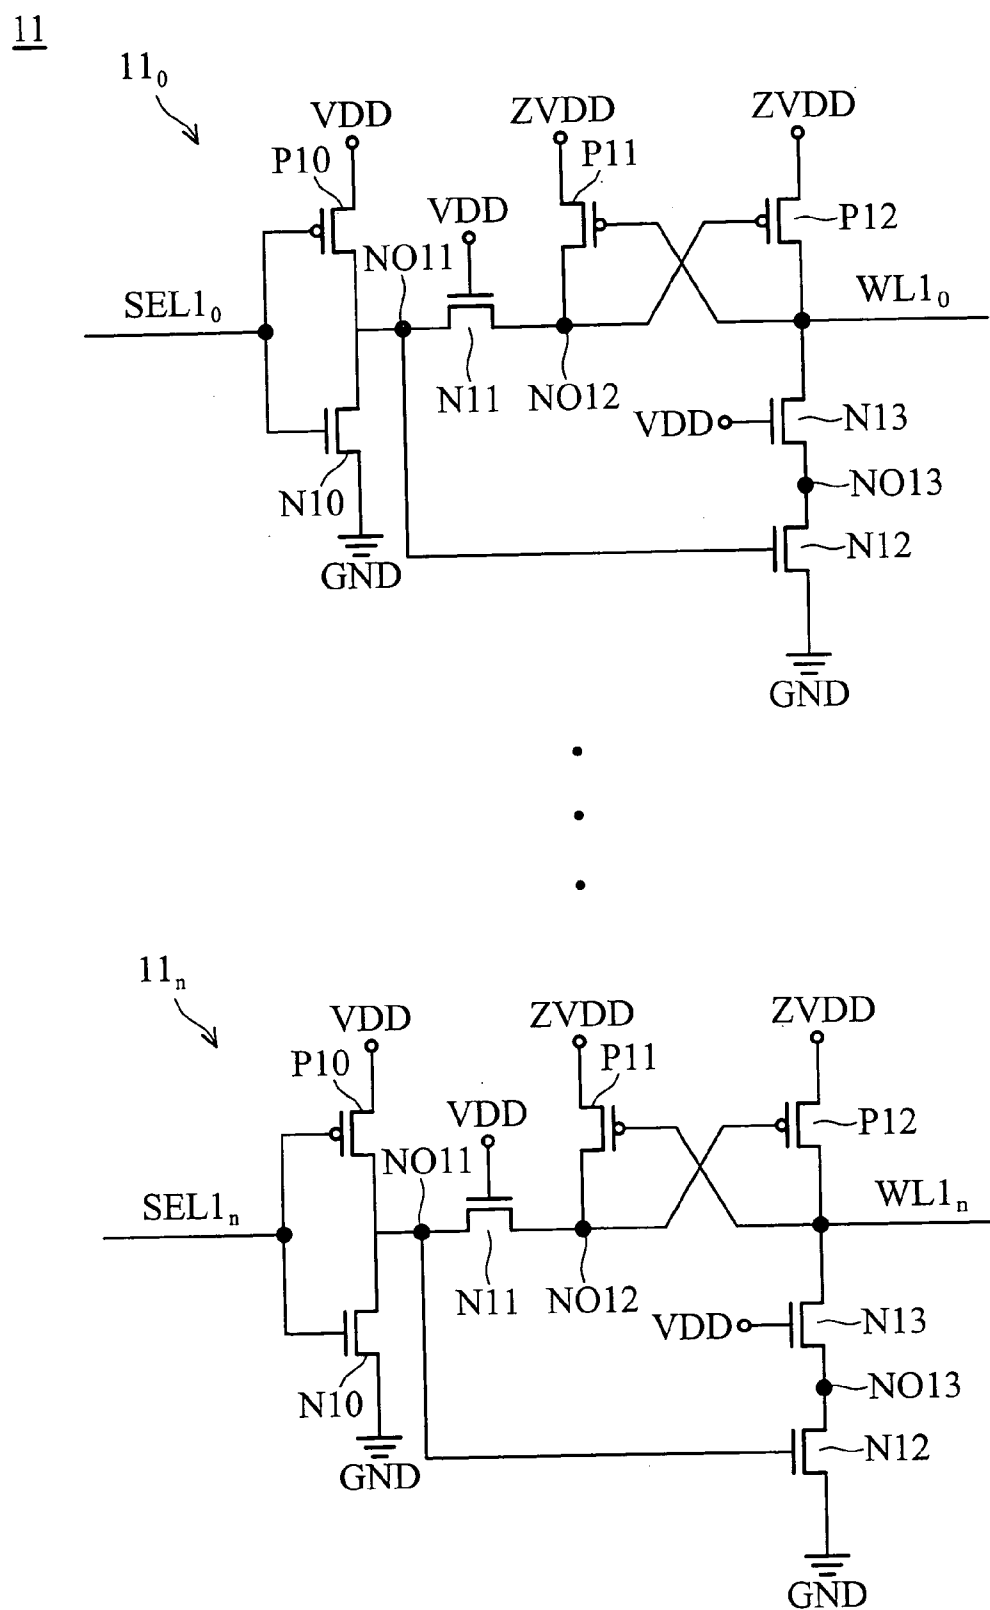 11
11₀
VDD
ZVDD
ZVDD
P10
P11
P12
VDD
NO11
SEL1₀
WL1₀
N11
NO12
VDD
N13
NO13
N10
N12
GND
GND
11ₙ
VDD
ZVDD
ZVDD
P10
P11
P12
VDD
NO11
SEL1ₙ
WL1ₙ
N11
NO12
VDD
N13
NO13
N10
N12
GND
GND